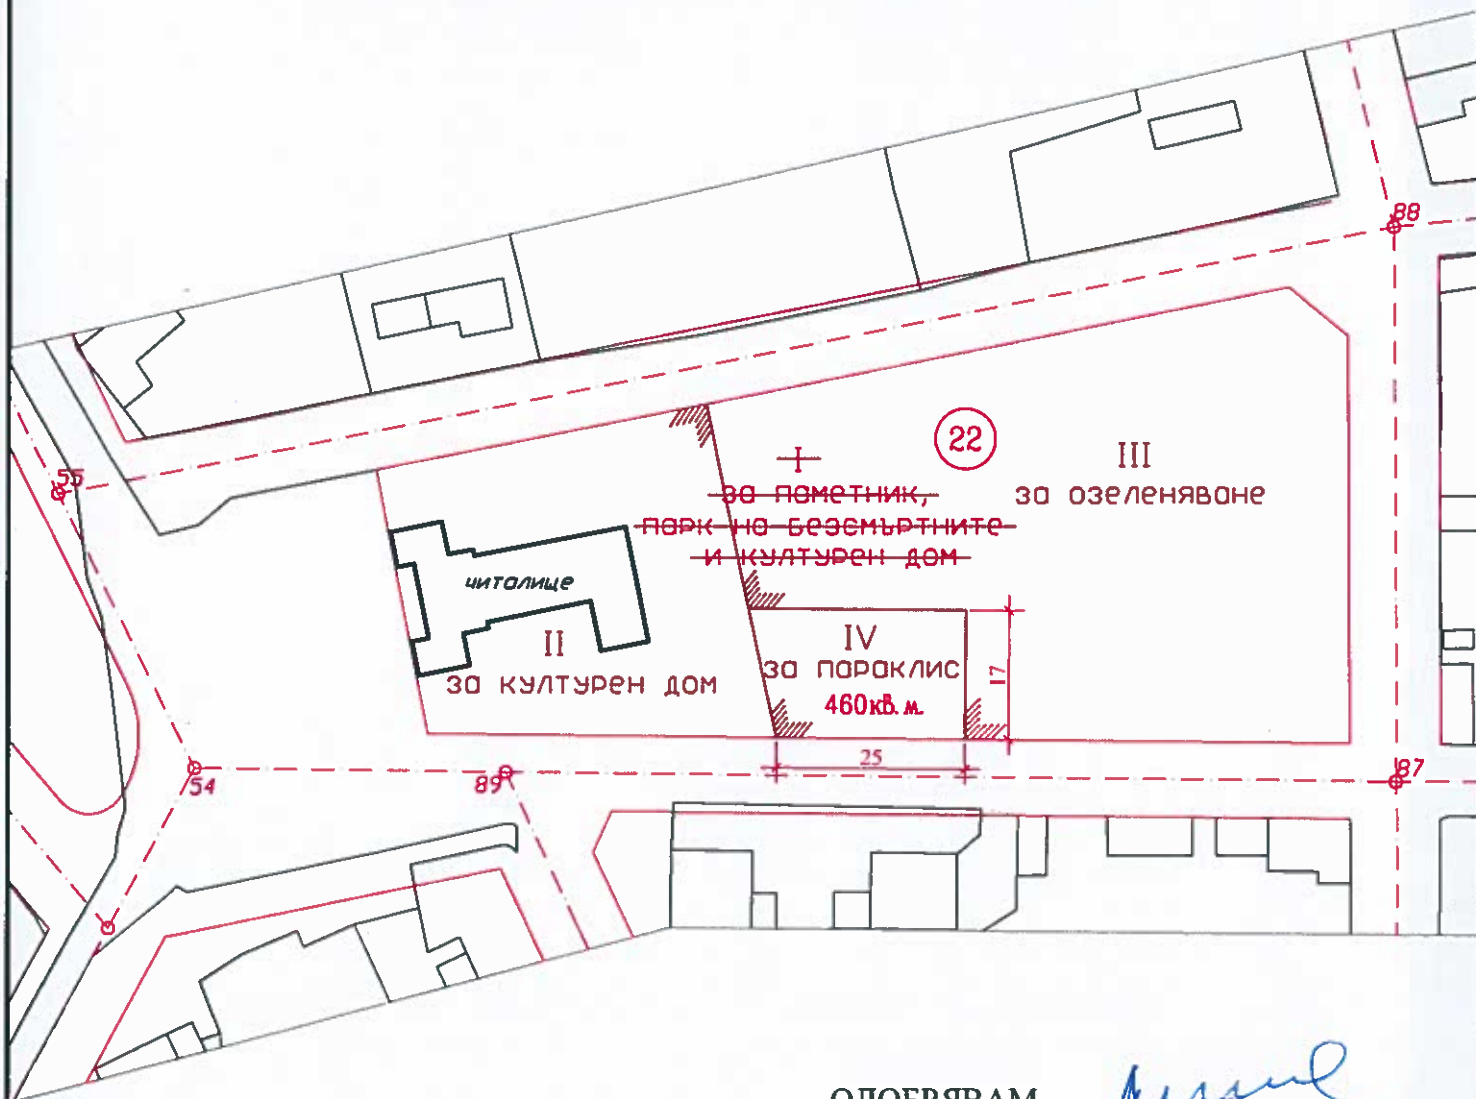 88
55
22
I
за паметник,
парк на безсмъртните
и културен дом
III
за озеленяване
читалище
II
за културен дом
IV
за параклис
460кв.м.
17
25
54
89
87
ОДОБРЯВАМ